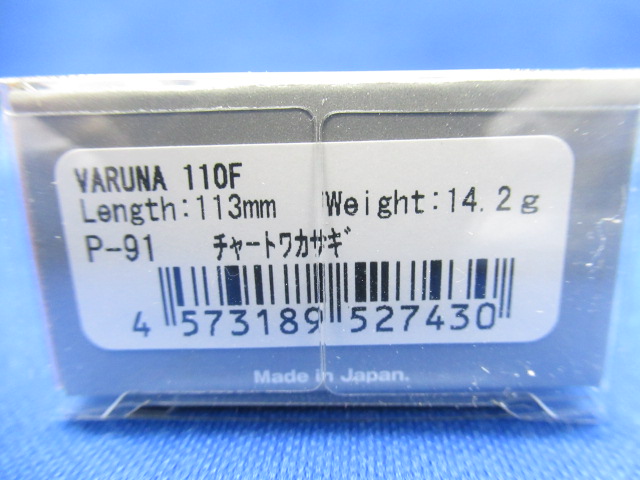 VARUNA 110F
Length:113mm Weight:14.2g
P-91 ﾁｬｰﾄﾜｶｻｷﾞ
4 573189 527430
Made in Japan.